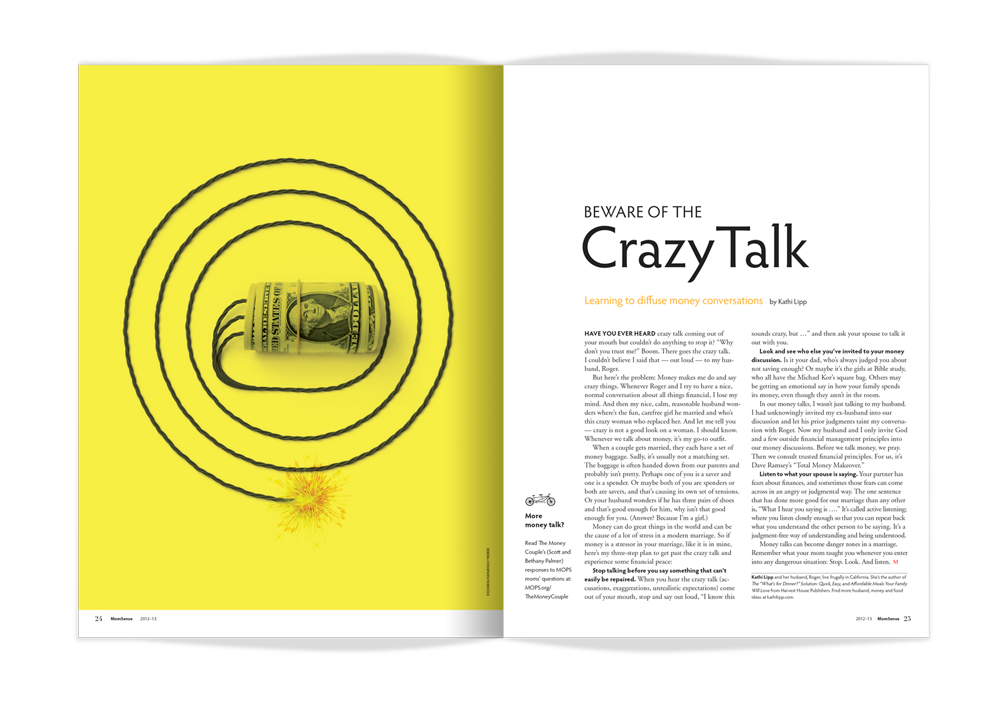 RAL RESERVE
ED STATES OF
NE DOLLAR
24 MomSense 2012–13
BEWARE OF THE
Crazy Talk
Learning to diffuse money conversations by Kathi Lipp
More
money talk?
Read The Money
Couple's (Scott and
Bethany Palmer)
responses to MOPS
moms' questions at:
MOPS.org/
TheMoneyCouple
HAVE YOU EVER HEARD crazy talk coming out of
your mouth but couldn't do anything to stop it? "Why
don't you trust me?" Boom. There goes the crazy talk.
I couldn't believe I said that — out loud — to my hus-
band, Roger.
But here's the problem: Money makes me do and say
crazy things. Whenever Roger and I try to have a nice,
normal conversation about all things financial, I lose my
mind. And then my nice, calm, reasonable husband won-
ders where's the fun, carefree girl he married and who's
this crazy woman who replaced her. And let me tell you
— crazy is not a good look on a woman. I should know.
Whenever we talk about money, it's my go-to outfit.
When a couple gets married, they each have a set of
money baggage. Sadly, it's usually not a matching set.
The baggage is often handed down from our parents and
probably isn't pretty. Perhaps one of you is a saver and
one is a spender. Or maybe both of you are spenders or
both are savers, and that's causing its own set of tensions.
Or your husband wonders if he has three pairs of shoes
and that's good enough for him, why isn't that good
enough for you. (Answer? Because I'm a girl.)
Money can do great things in the world and can be
the cause of a lot of stress in a modern marriage. So if
money is a stressor in your marriage, like it is in mine,
here's my three-step plan to get past the crazy talk and
experience some financial peace:
Stop talking before you say something that can't
easily be repaired. When you hear the crazy talk (ac-
cusations, exaggerations, unrealistic expectations) come
out of your mouth, stop and say out loud, "I know this
sounds crazy, but …" and then ask your spouse to talk it
out with you.
Look and see who else you've invited to your money
discussion. Is it your dad, who's always judged you about
not saving enough? Or maybe it's the girls at Bible study,
who all have the Michael Kor's square bag. Others may
be getting an emotional say in how your family spends
its money, even though they aren't in the room.
In our money talks, I wasn't just talking to my husband.
I had unknowingly invited my ex-husband into our
discussion and let his prior judgments taint my conversa-
tion with Roger. Now my husband and I only invite God
and a few outside financial management principles into
our money discussions. Before we talk money, we pray.
Then we consult trusted financial principles. For us, it's
Dave Ramsey's "Total Money Makeover."
Listen to what your spouse is saying. Your partner has
fears about finances, and sometimes those fears can come
across in an angry or judgmental way. The one sentence
that has done more good for our marriage than any other
is, "What I hear you saying is …." It's called active listening;
where you listen closely enough so that you can repeat back
what you understand the other person to be saying. It's a
judgment-free way of understanding and being understood.
Money talks can become danger zones in a marriage.
Remember what your mom taught you whenever you enter
into any dangerous situation: Stop. Look. And listen. M
Kathi Lipp and her husband, Roger, live frugally in California. She's the author of
The "What's for Dinner?" Solution: Quick, Easy, and Affordable Meals Your Family
Will Love from Harvest House Publishers. Find more husband, money and food
ideas at kathilipp.com.
2012–13 MomSense 25